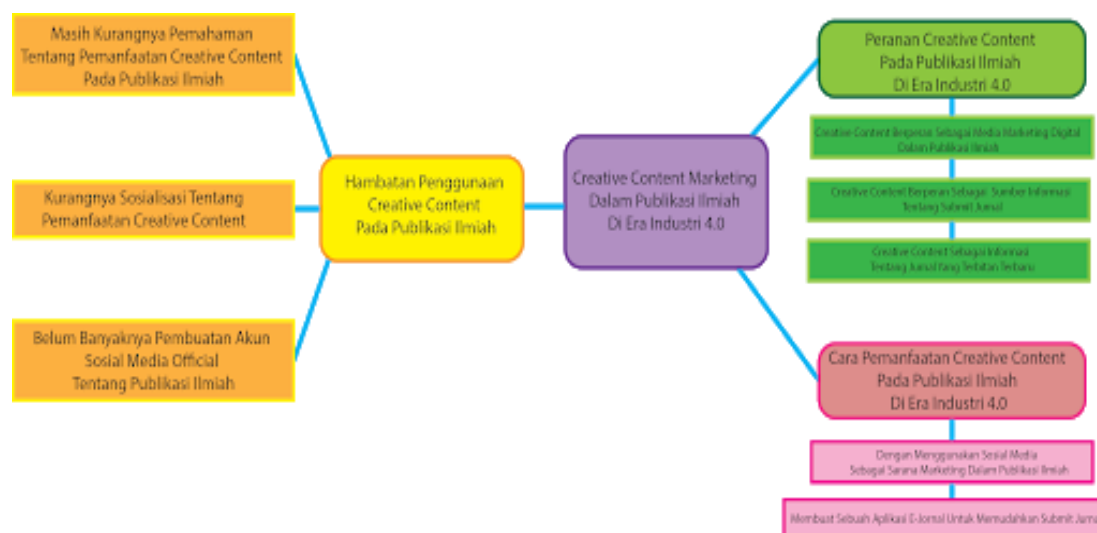 Masih Kurangnya Pemahaman
Tentang Pemanfaatan Creative Content
Pada Publikasi Ilmiah
Kurangnya Sosialisasi Tentang
Pemanfaatan Creative Content
Belum Banyaknya Pembuatan Akun
Sosial Media Official
Tentang Publikasi Ilmiah
Hambatan Penggunaan
Creative Content
Pada Publikasi Ilmiah
Creative Content Marketing
Dalam Publikasi Ilmiah
Di Era Industri 4.0
Peranan Creative Content
Pada Publikasi Ilmiah
Di Era Industri 4.0
Creative Content Berperan Sebagai Media Marketing Digital
Dalam Publikasi Ilmiah
Creative Content Berperan Sebagai Sumber Informasi
Tentang Submit Jurnal
Creative Content Sebagai Informasi
Tentang Jurnal Yang Terbitan Terbaru
Cara Pemanfaatan Creative Content
Pada Publikasi Ilmiah
Di Era Industri 4.0
Dengan Menggunakan Sosial Media
Sebagai Sarana Marketing Dalam Publikasi Ilmiah
Membuat Sebuah Aplikasi E-Jornal Untuk Memudahkan Submit Jurna